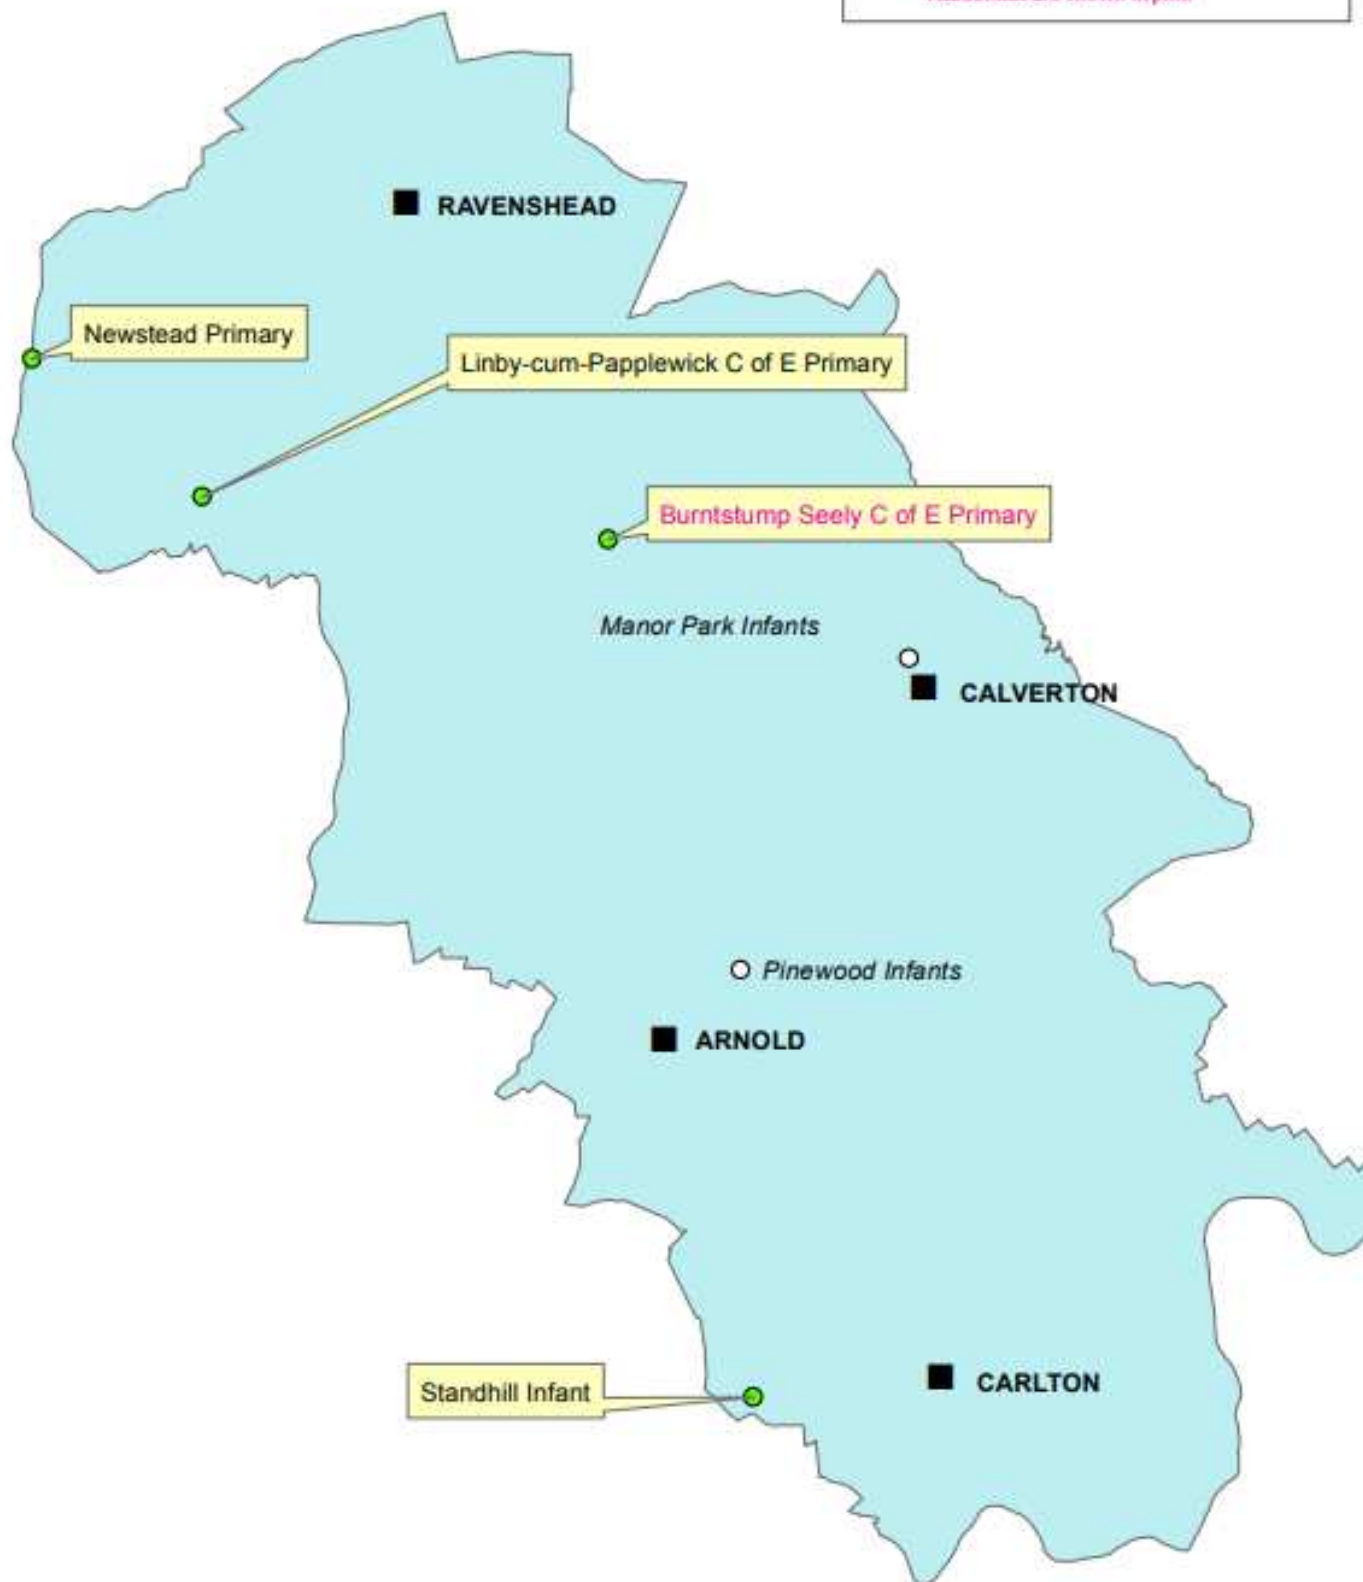 RAVENSHEAD
Newstead Primary
Linby-cum-Papplewick C of E Primary
Burntstump Seely C of E Primary
Manor Park Infants
CALVERTON
Pinewood Infants
ARNOLD
Standhill Infant
CARLTON